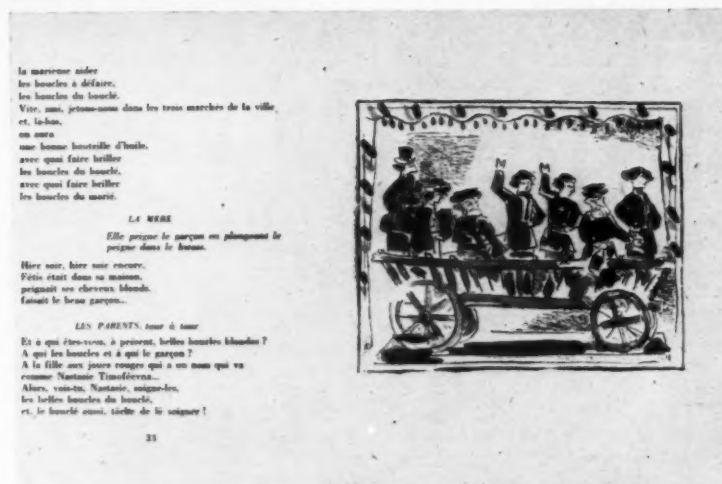 la marieuse aider
les boucles à défaire,
les boucles du bouclé.
Vite, ami, jetons-nous dans les trois marchés de la ville
et, là-bas,
on aura
une bonne bouteille d'huile,
avec quoi faire briller
les boucles du bouclé,
avec quoi faire briller
les boucles du marié.
LA MERE
Elle peigne le garçon en plongeant le
peigne dans le
Hier soir, hier soir encore,
Fétis était dans sa maison,
peignait ses cheveux blonds,
faisait le beau garçon...
LES PARENTS, tour à tour
Et à qui êtes-vous, à présent, belles boucles blondes ?
A qui les boucles et à qui le garçon ?
A la fille aux joues rouges qui a un nom qui va
comme Nastasie Timoféevna...
Alors, vois-tu, Nastasie, soigne-les,
les belles boucles du bouclé,
et, le bouclé aussi, tâche de le soigner !